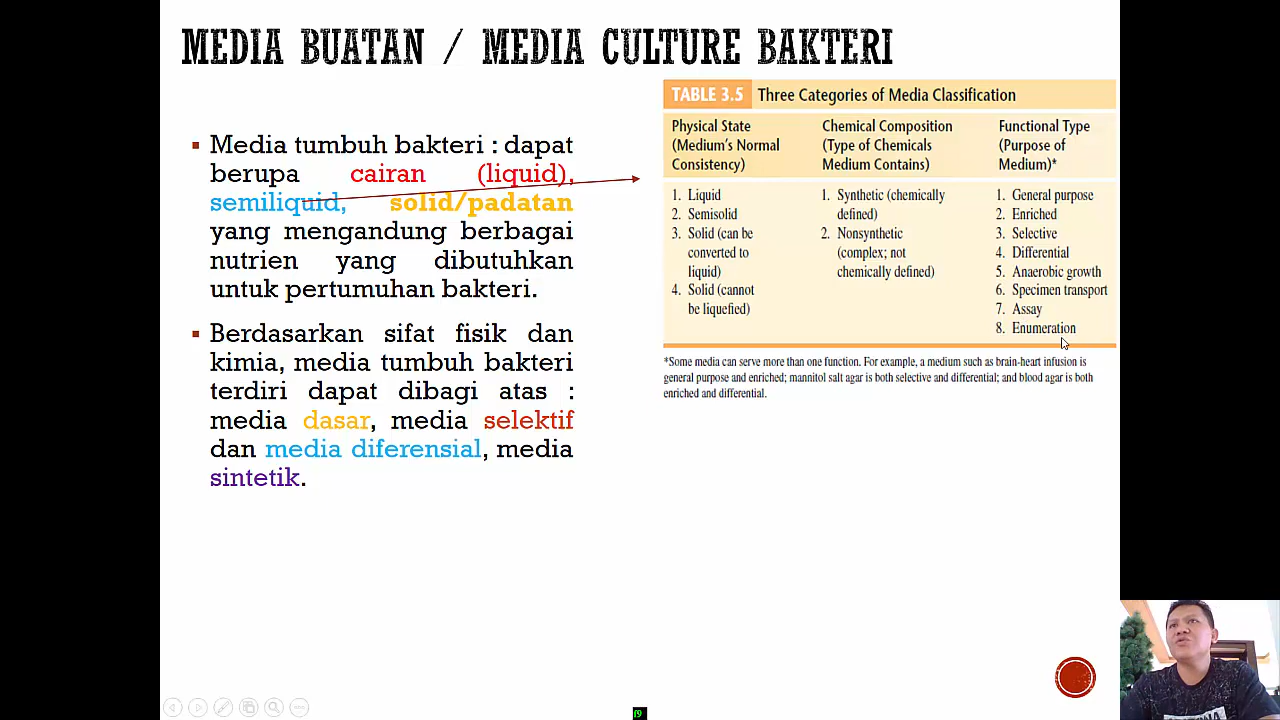 MEDIA BUATAN / MEDIA CULTURE BAKTERI
▪ Media tumbuh bakteri : dapat
berupa cairan (liquid),
semiliquid, solid/padatan
yang mengandung berbagai
nutrien yang dibutuhkan
untuk pertumuhan bakteri.
▪ Berdasarkan sifat fisik dan
kimia, media tumbuh bakteri
terdiri dapat dibagi atas :
media dasar, media selektif
dan media diferensial, media
sintetik.
TABLE 3.5 Three Categories of Media Classification
Physical State
(Medium's Normal
Consistency)
1. Liquid
2. Semisolid
3. Solid (can be
converted to
liquid)
4. Solid (cannot
be liquefied)
Chemical Composition
(Type of Chemicals
Medium Contains)
1. Synthetic (chemically
defined)
2. Nonsynthetic
(complex; not
chemically defined)
Functional Type
(Purpose of
Medium)*
1. General purpose
2. Enriched
3. Selective
4. Differential
5. Anaerobic growth
6. Specimen transport
7. Assay
8. Enumeration
*Some media can serve more than one function. For example, a medium such as brain-heart infusion is
general purpose and enriched; mannitol salt agar is both selective and differential; and blood agar is both
enriched and differential.